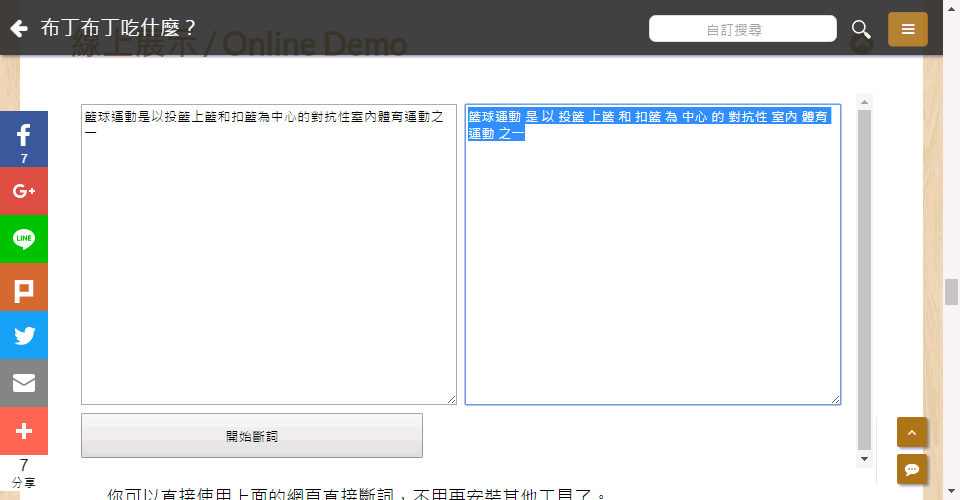 布丁布丁吃什麼？
自訂搜尋
線上展示 / Online Demo
7
G+
LINE
籃球運動是以投籃上籃和扣籃為中心的對抗性室內體育運動之
一
籃球運動 是 以 投籃 上籃 和 扣籃 為 中心 的 對抗性 室內 體育
運動 之一
開始斷詞
7
分享
你可以直接使用上面的網頁直接斷詞，不用再安裝其他工具了。